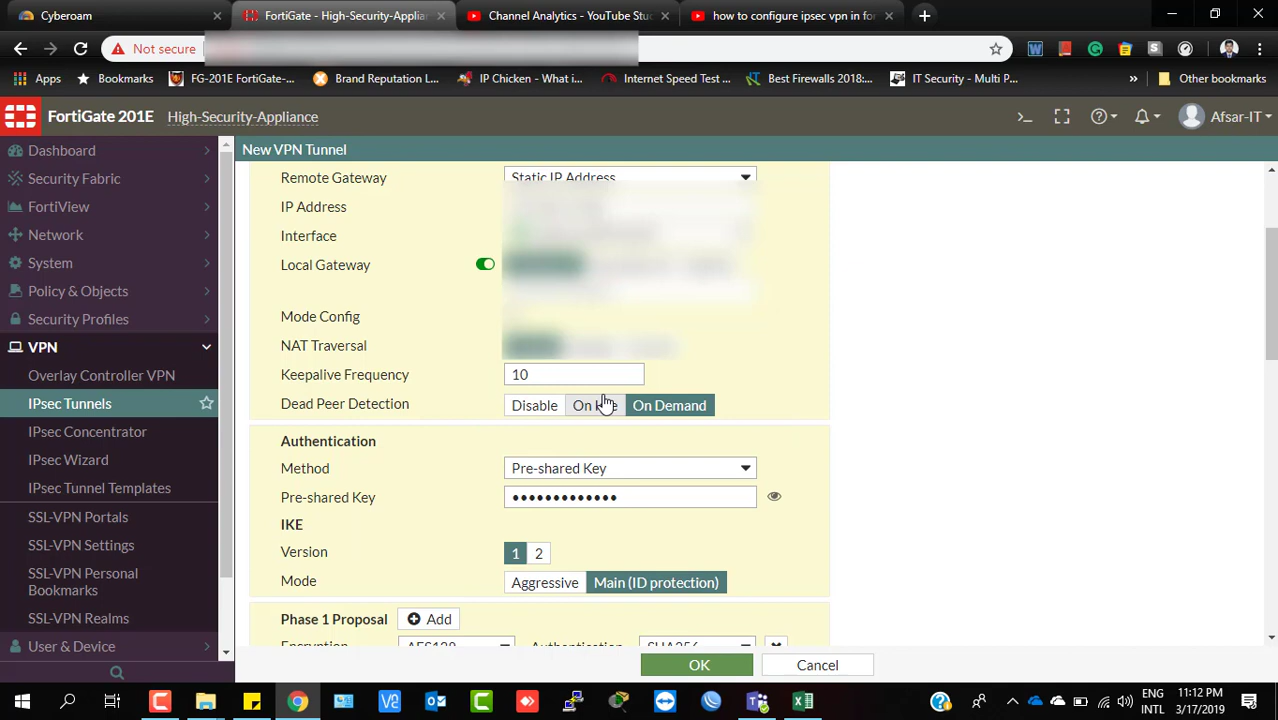 Cyberoam
FortiGate - High-Security-Applia
Channel Analytics - YouTube Stu
how to configure ipsec vpn in fo
Not secure
Apps
Bookmarks
FG-201E FortiGate-...
Brand Reputation L...
IP Chicken - What i...
Internet Speed Test ...
Best Firewalls 2018:...
IT Security - Multi P...
»
Other bookmarks
FortiGate 201E
High-Security-Appliance
Afsar-IT
Dashboard
Security Fabric
FortiView
Network
System
Policy & Objects
Security Profiles
VPN
Overlay Controller VPN
IPsec Tunnels
IPsec Concentrator
IPsec Wizard
IPsec Tunnel Templates
SSL-VPN Portals
SSL-VPN Settings
SSL-VPN Personal
Bookmarks
SSL-VPN Realms
User & Device
New VPN Tunnel
Remote Gateway
Static IP Address
IP Address
Interface
Local Gateway
Mode Config
NAT Traversal
Keepalive Frequency
10
Dead Peer Detection
Disable
On
On Demand
Authentication
Method
Pre-shared Key
Pre-shared Key
•••••••••••••
IKE
Version
1
2
Mode
Aggressive
Main (ID protection)
Phase 1 Proposal
Add
Encryption
AES128
Authentication
SHA256
OK
Cancel
ENG
INTL
11:12 PM
3/17/2019